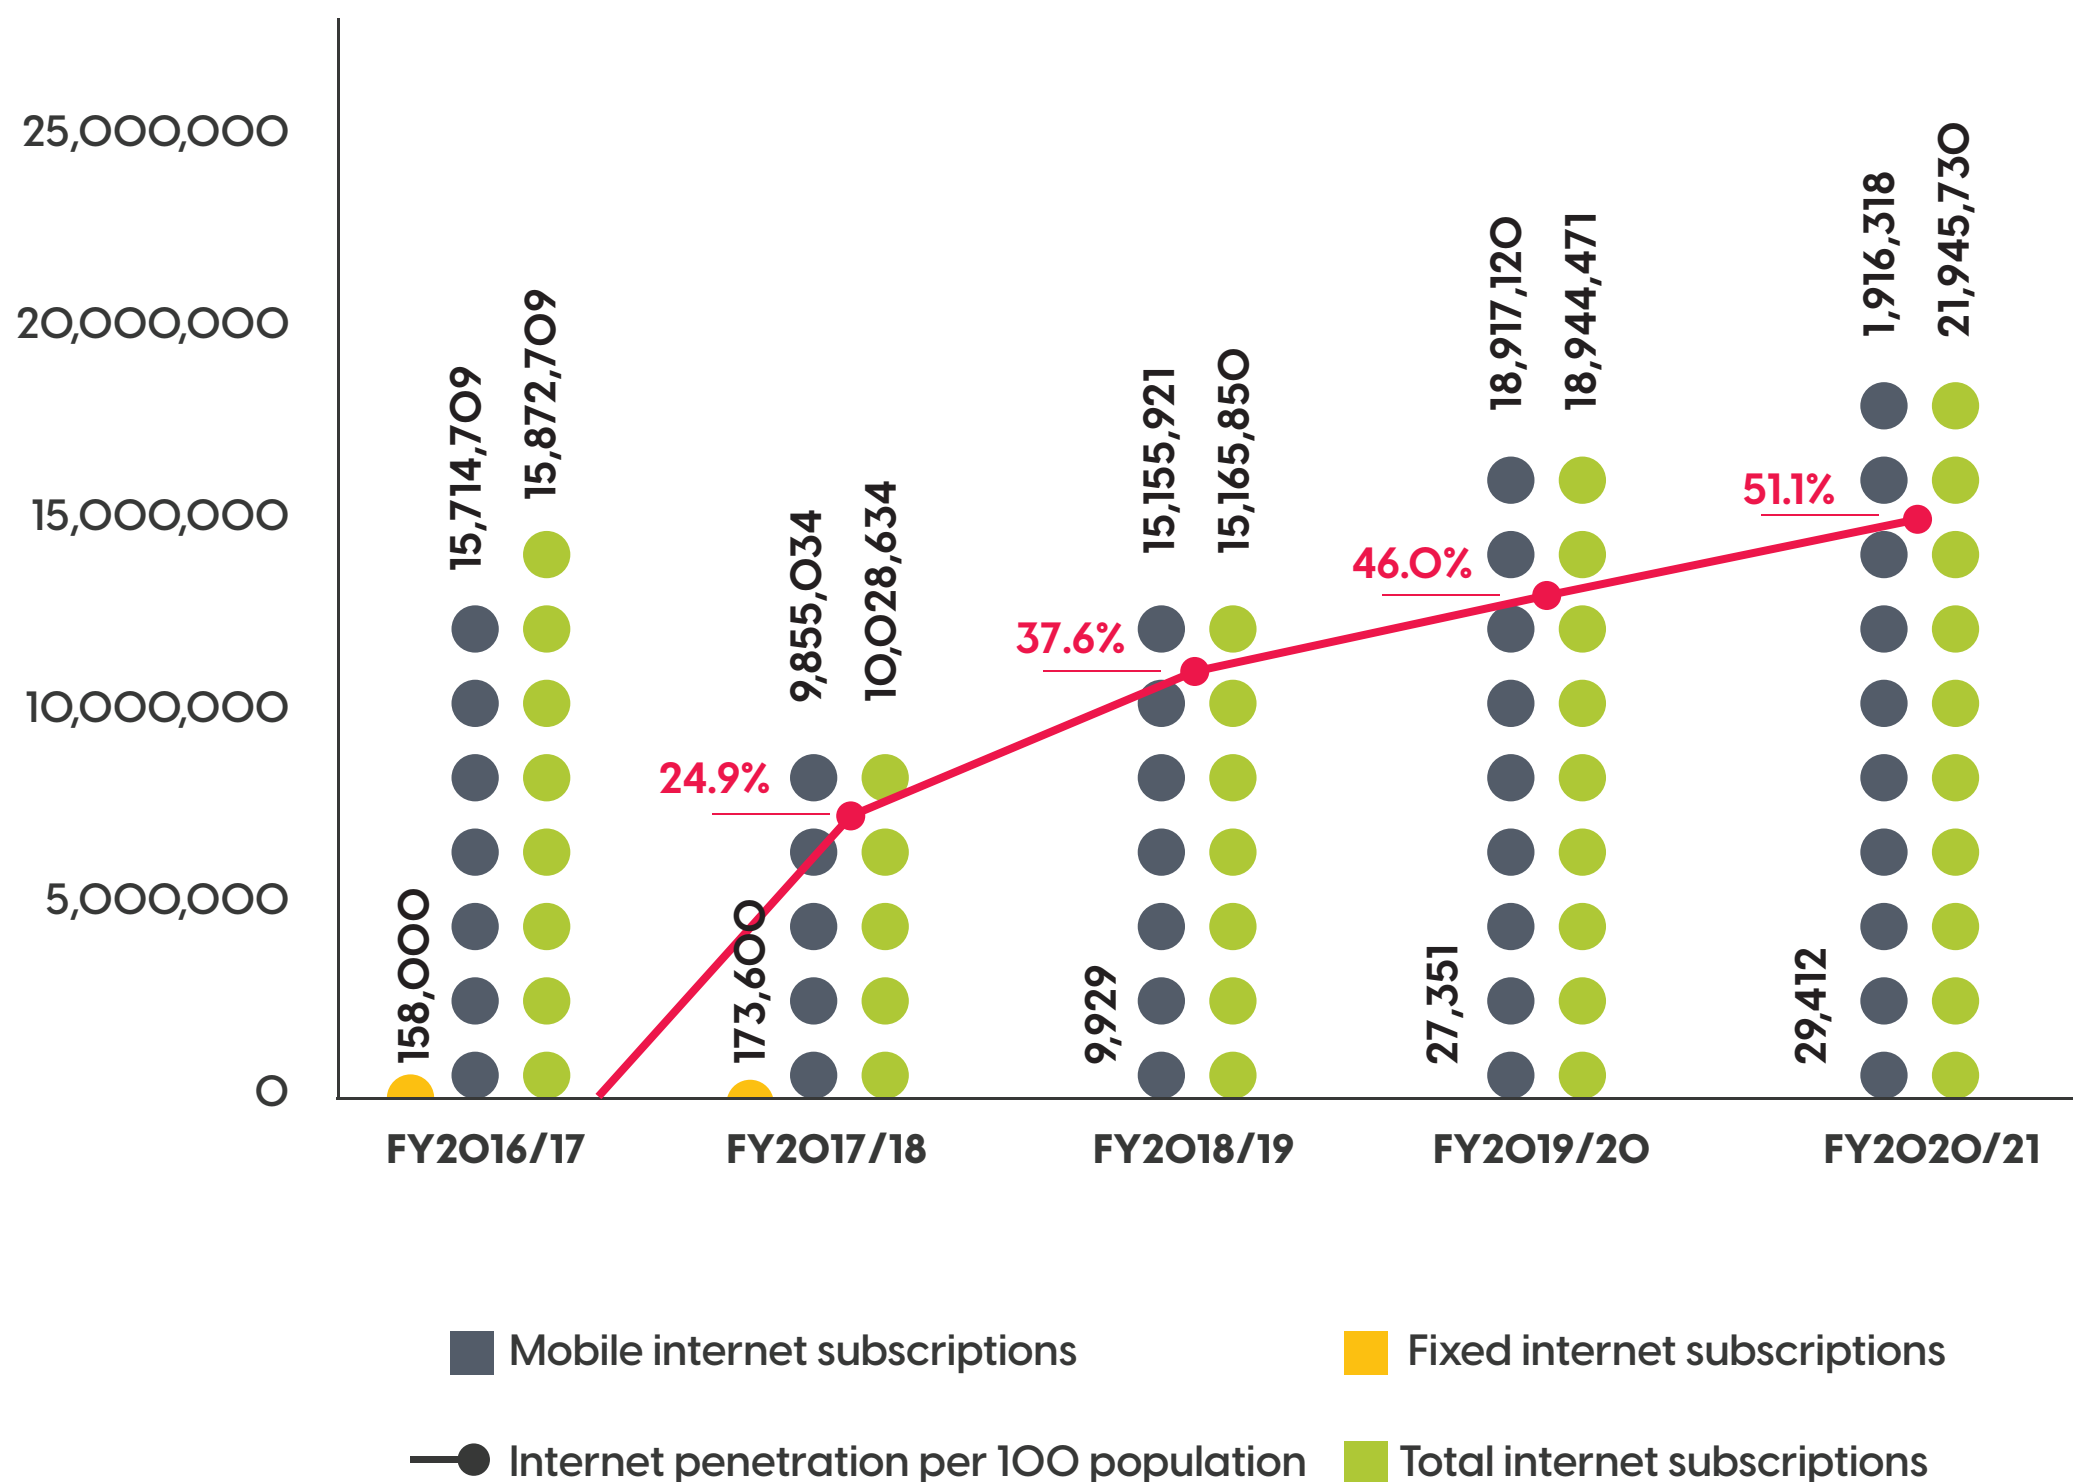 25,000,000
20,000,000
15,000,000
10,000,000
5,000,000
0
158,000
15,714,709
15,872,709
173,600
9,855,034
10,028,634
9,929
15,155,921
15,165,850
27,351
18,917,120
18,944,471
29,412
1,916,318
21,945,730
24.9%
37.6%
46.0%
51.1%
FY2016/17
FY2017/18
FY2018/19
FY2019/20
FY2020/21
Mobile internet subscriptions
Fixed internet subscriptions
Internet penetration per 100 population
Total internet subscriptions